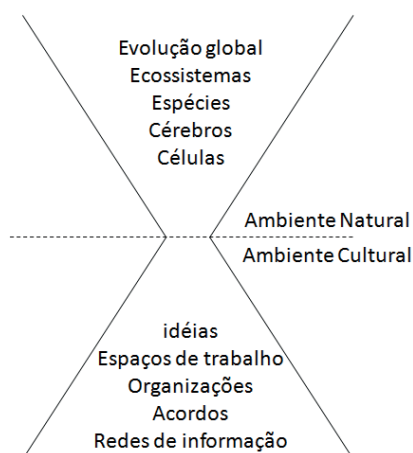 Evolução global
Ecossistemas
Espécies
Cérebros
Células
Ambiente Natural
Ambiente Cultural
idéias
Espaços de trabalho
Organizações
Acordos
Redes de informação